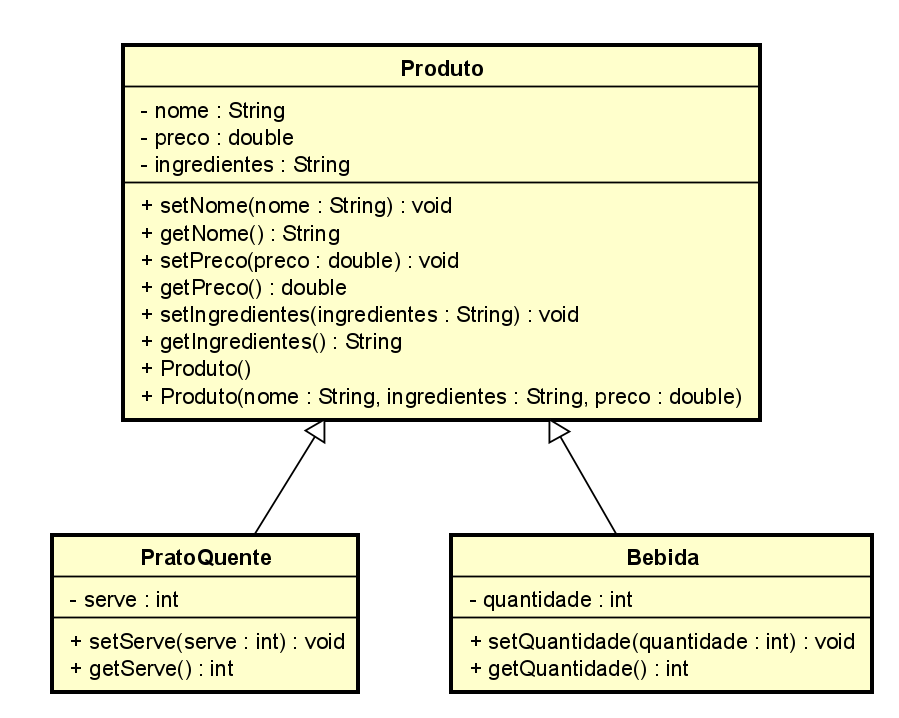 Produto
- nome : String
- preco : double
- ingredientes : String
+ setNome(nome : String) : void
+ getNome() : String
+ setPreco(preco : double) : void
+ getPreco() : double
+ setIngredientes(ingredientes : String) : void
+ getIngredientes() : String
+ Produto()
+ Produto(nome : String, ingredientes : String, preco : double)
PratoQuente
- serve : int
+ setServe(serve : int) : void
+ getServe() : int
Bebida
- quantidade : int
+ setQuantidade(quantidade : int) : void
+ getQuantidade() : int